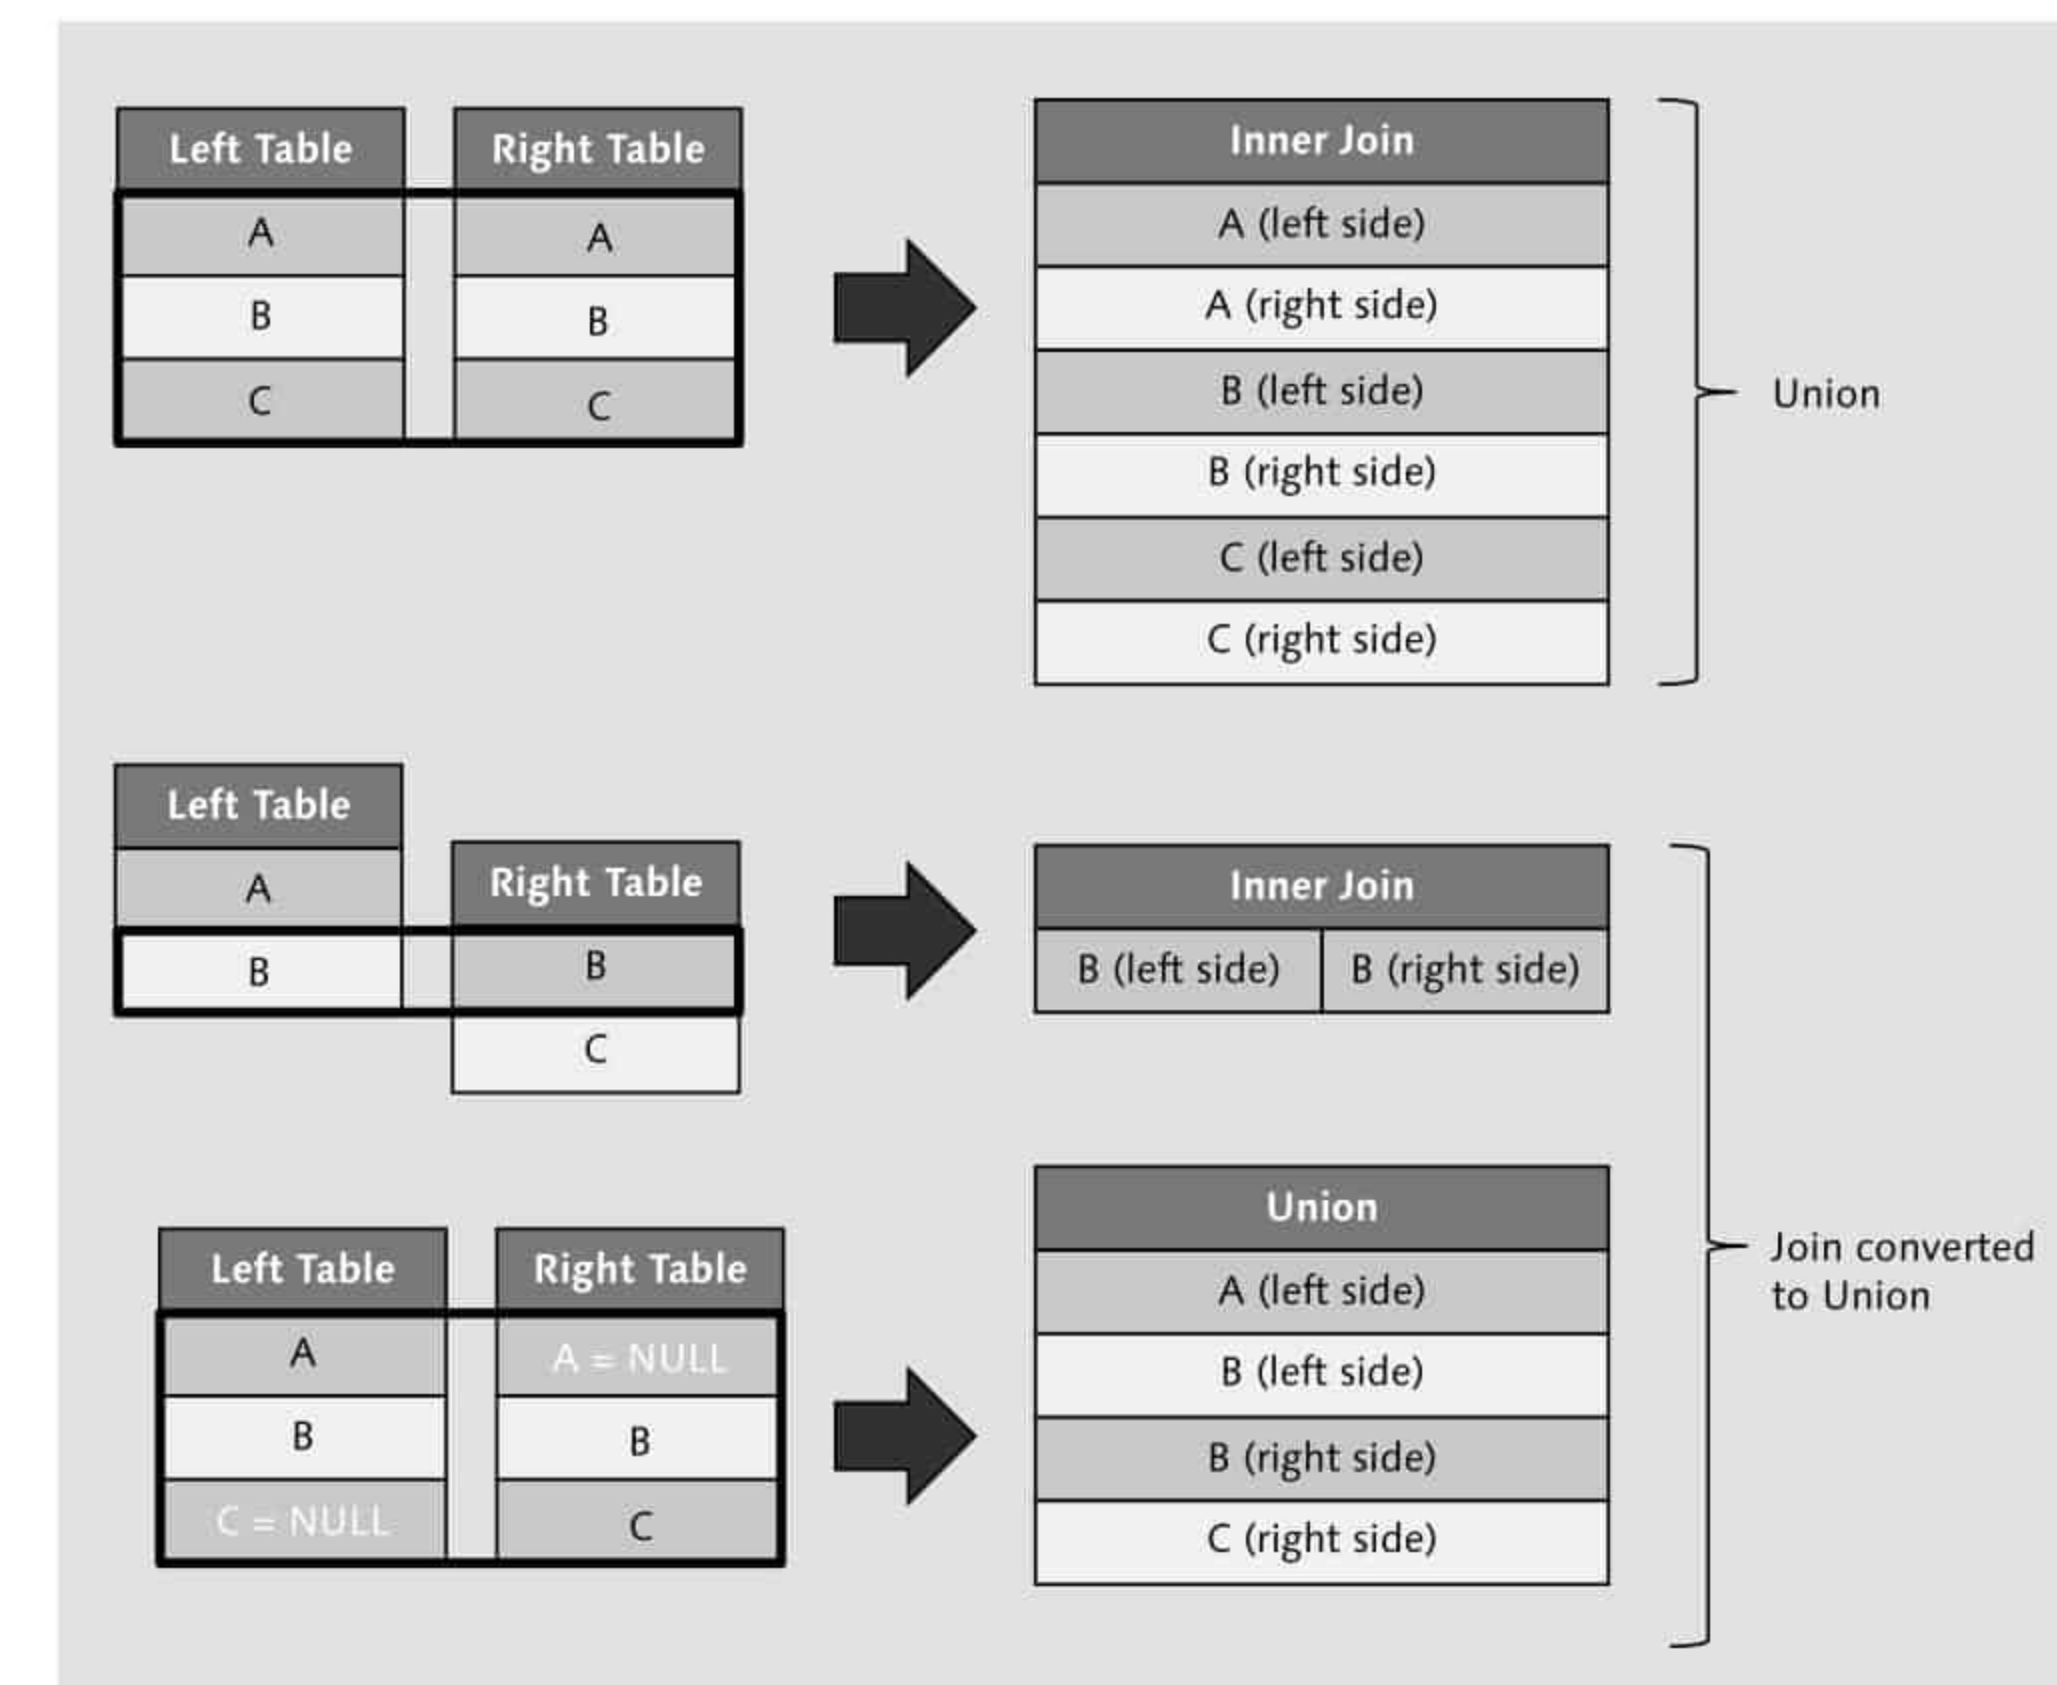 Left Table
Right Table
A
A
B
B
C
C
Inner Join
A (left side)
A (right side)
B (left side)
B (right side)
C (left side)
C (right side)
Union
Left Table
A
B
Right Table
B
C
Inner Join
B (left side)
B (right side)
Left Table
Right Table
A
A = NULL
B
B
C = NULL
C
Union
A (left side)
B (left side)
B (right side)
C (right side)
Join converted
to Union